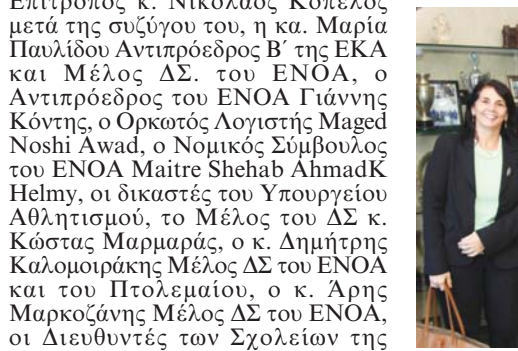 Επίτροπος κ. Νικόλαος Κόπελος
μετά της συζύγου του, η κα. Μαρία
Παυλίδου Αντιπρόεδρος Β΄ της ΕΚΑ
και Μέλος ΔΣ. του ΕΝΟΑ, ο
Αντιπρόεδρος του ΕΝΟΑ Γιάννης
Κόντης, ο Ορκωτός Λογιστής Maged
Noshi Awad, ο Νομικός Σύμβουλος
του ΕΝΟΑ Maitre Shehab AhmadK
Helmy, οι δικαστές του Υπουργείου
Αθλητισμού, το Μέλος του ΔΣ κ.
Κώστας Μαρμαράς, ο κ. Δημήτρης
Καλομοιράκης Μέλος ΔΣ του ΕΝΟΑ
και του Πτολεμαίου, ο κ. Άρης
Μαρκοζάνης Μέλος ΔΣ του ΕΝΟΑ,
οι Διευθυντές των Σχολείων της